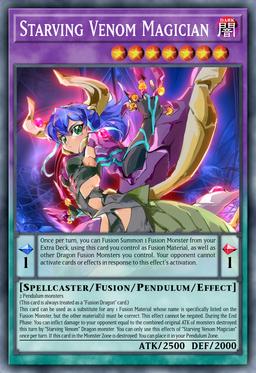 STARVING VENOM MAGICIAN
DARK
闇
Once per turn, you can Fusion Summon 1 Fusion Monster from your
Extra Deck, using this card you control as Fusion Material, as well as
other Dragon Fusion Monsters you control. Your opponent cannot
activate cards or effects in response to this effect's activation.
1
1
[SPELLCASTER/FUSION/PENDULUM/EFFECT]
2 Pendulum monsters
(This card is always treated as a "Fusion Dragon" card.)
This card can be used as a substitute for any 1 Fusion Material whose name is specifically listed on the
Fusion Monster, but the other material(s) must be correct. This effect cannot be negated. During the End
Phase: You can inflict damage to your opponent equal to the combined original ATK of monsters destroyed
this turn by "Starving Venom" Dragon monster. You can only use this effects of "Starving Venom Magician"
once per turn. If this card in the Monster Zone is destroyed: You can place it in your Pendulum Zone.
ATK/2500 DEF/2000